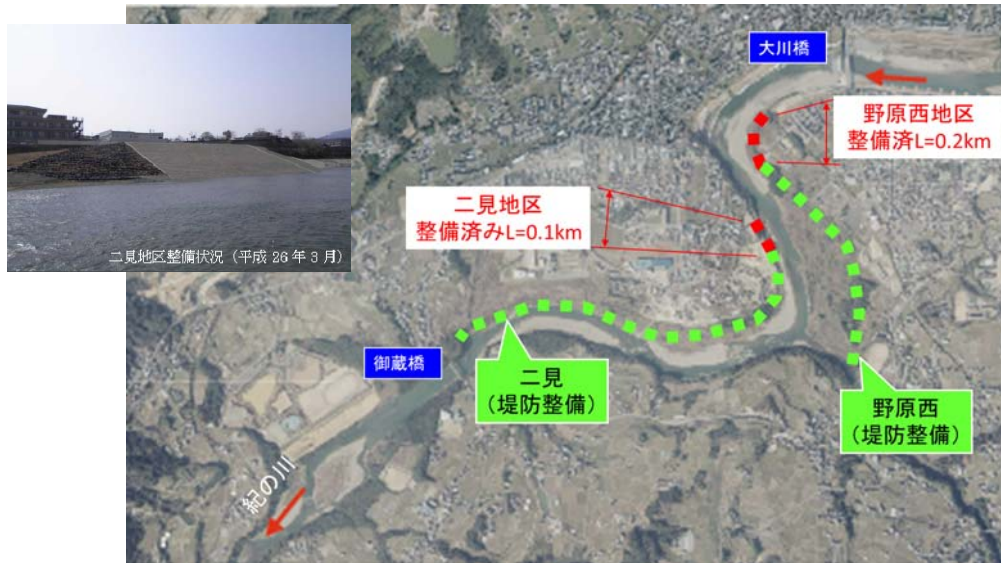 大川橋
野原西地区
整備済L=0.2km
二見地区
整備済みL=0.1km
二見地区整備状況（平成26年3月）
御蔵橋
二見
（堤防整備）
野原西
（堤防整備）
紀の川